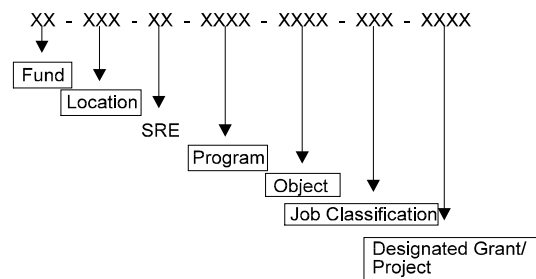 XX - XXX - XX - XXXX - XXXX - XXX - XXXX
Fund
Location
SRE
Program
Object
Job Classification
Designated Grant/
Project